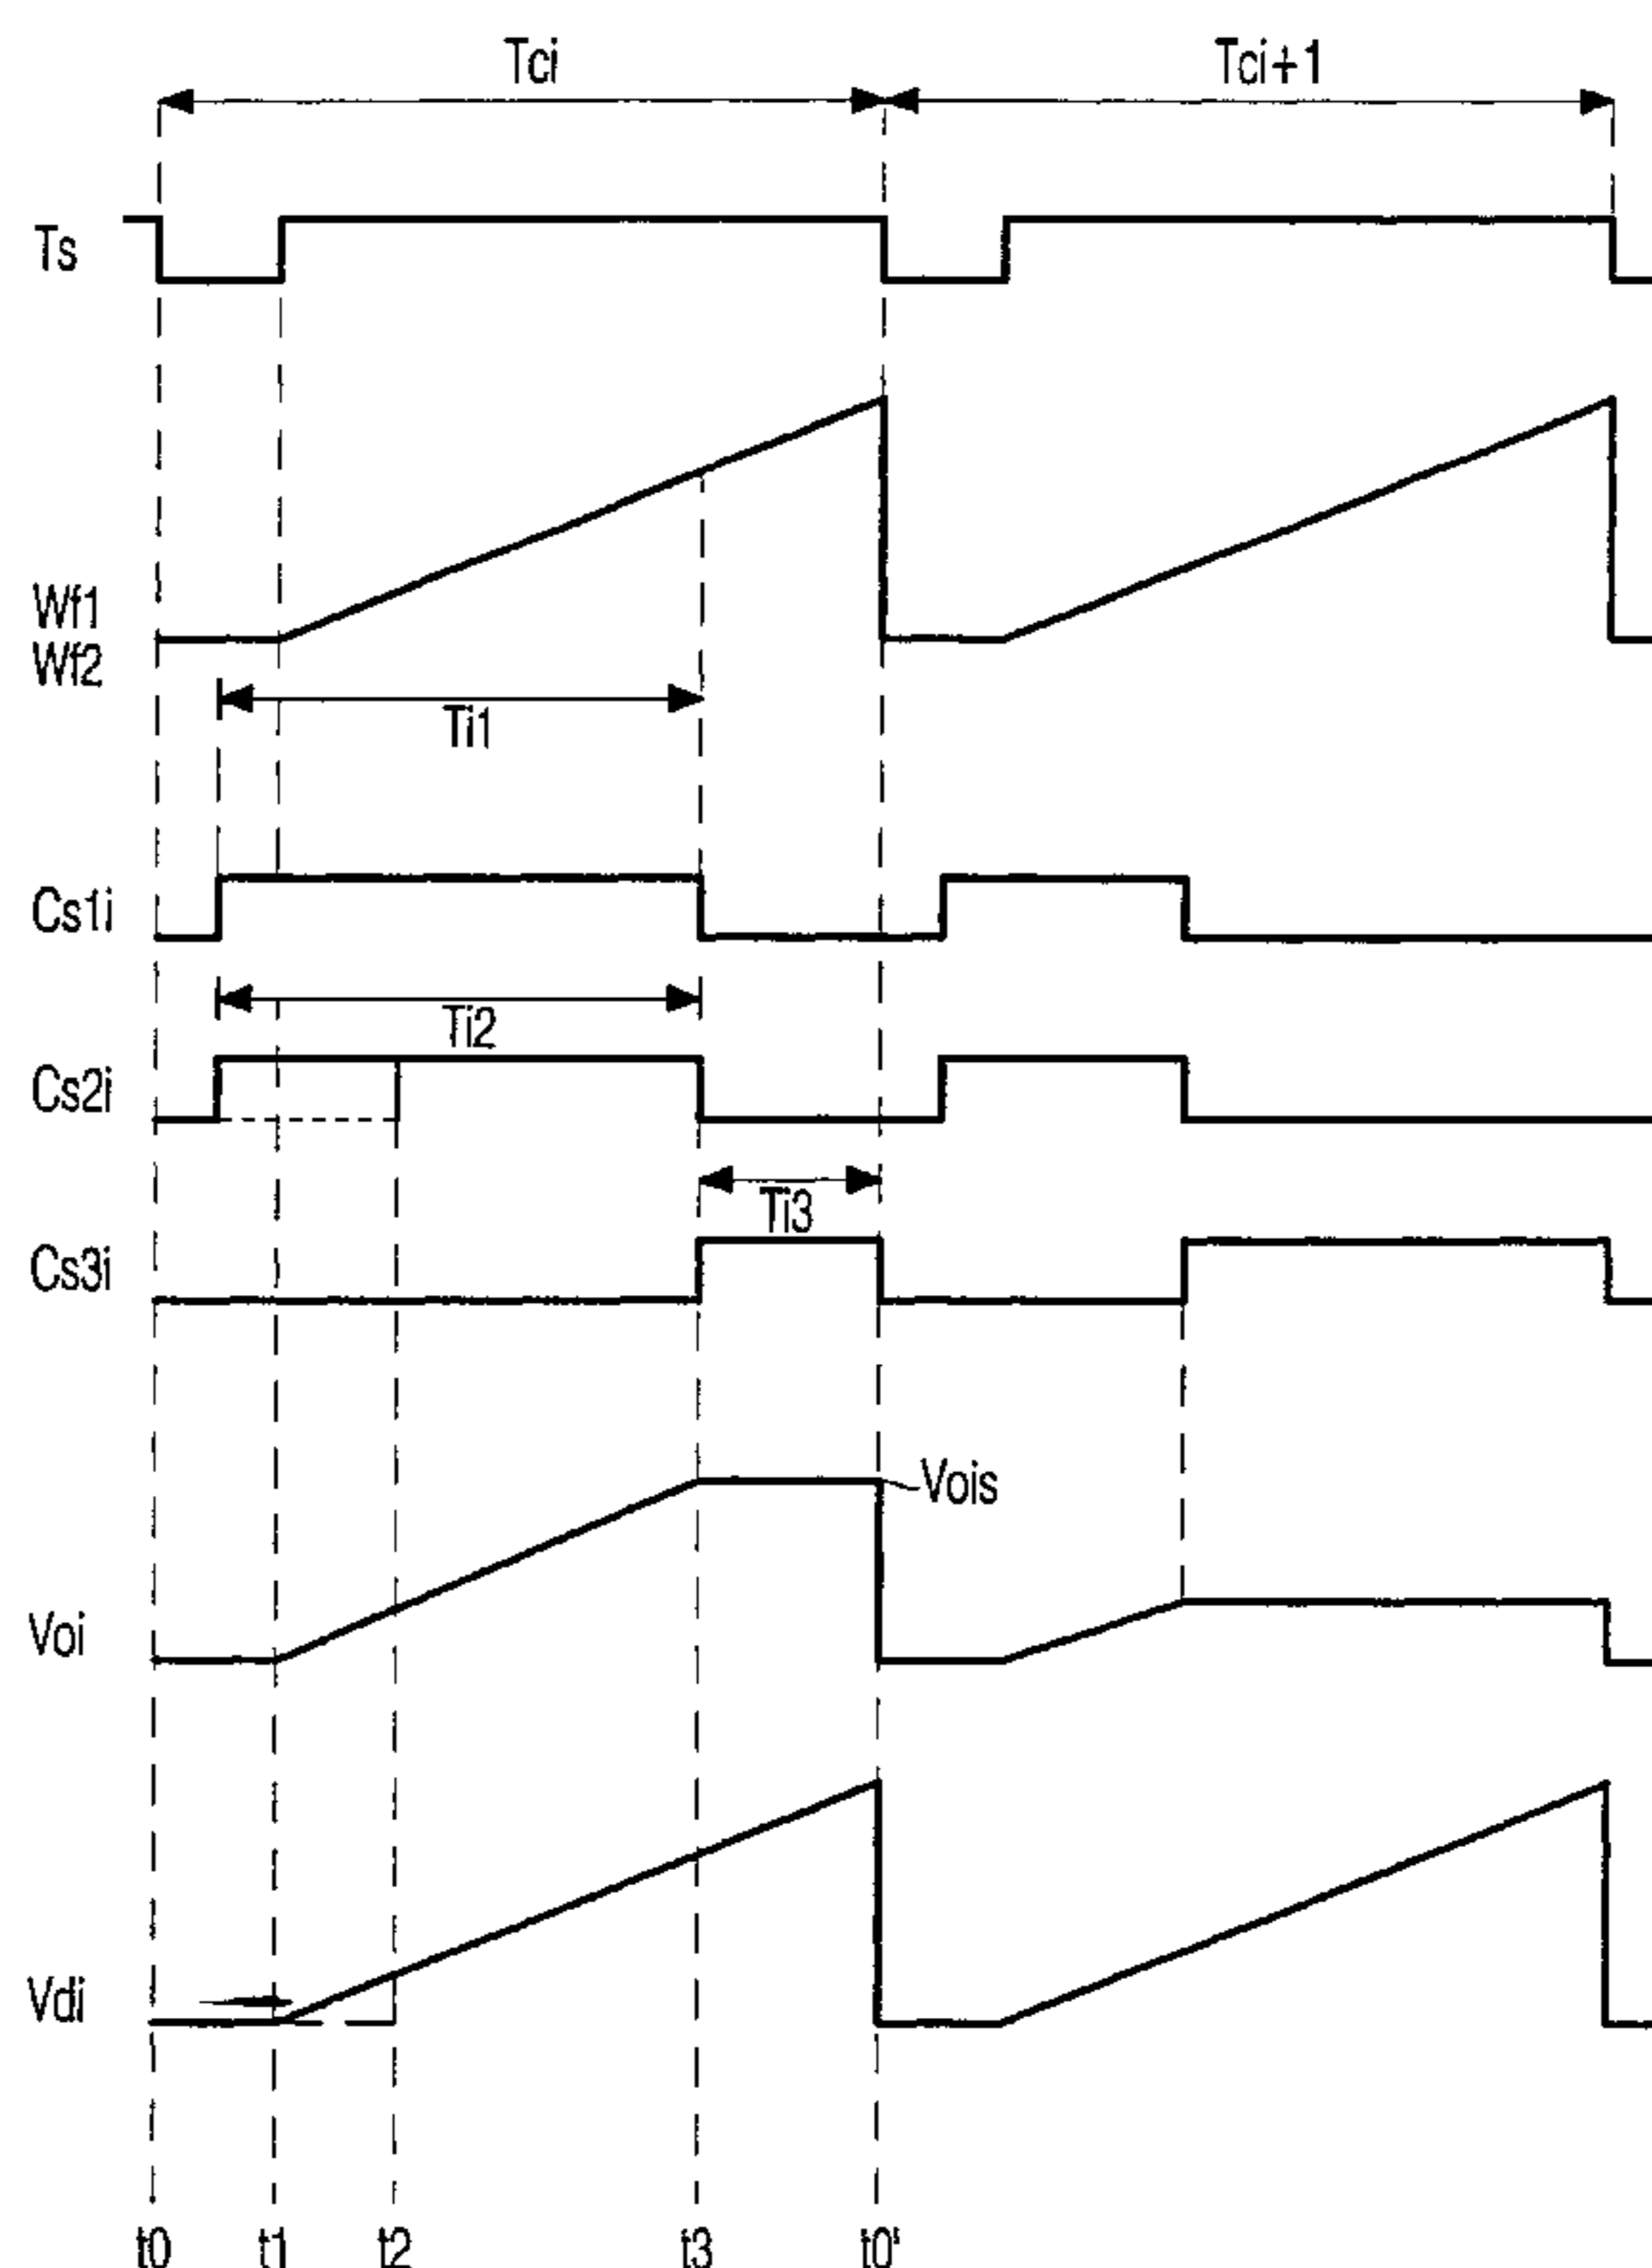 Tci Tci+1
Ts
Wf1
Wf2
Ti1
Cs1i
Ti2
Cs2i
Ti3
Cs3i
Vois
Voi
Vdi
t0 t1 t2 t3 t0'